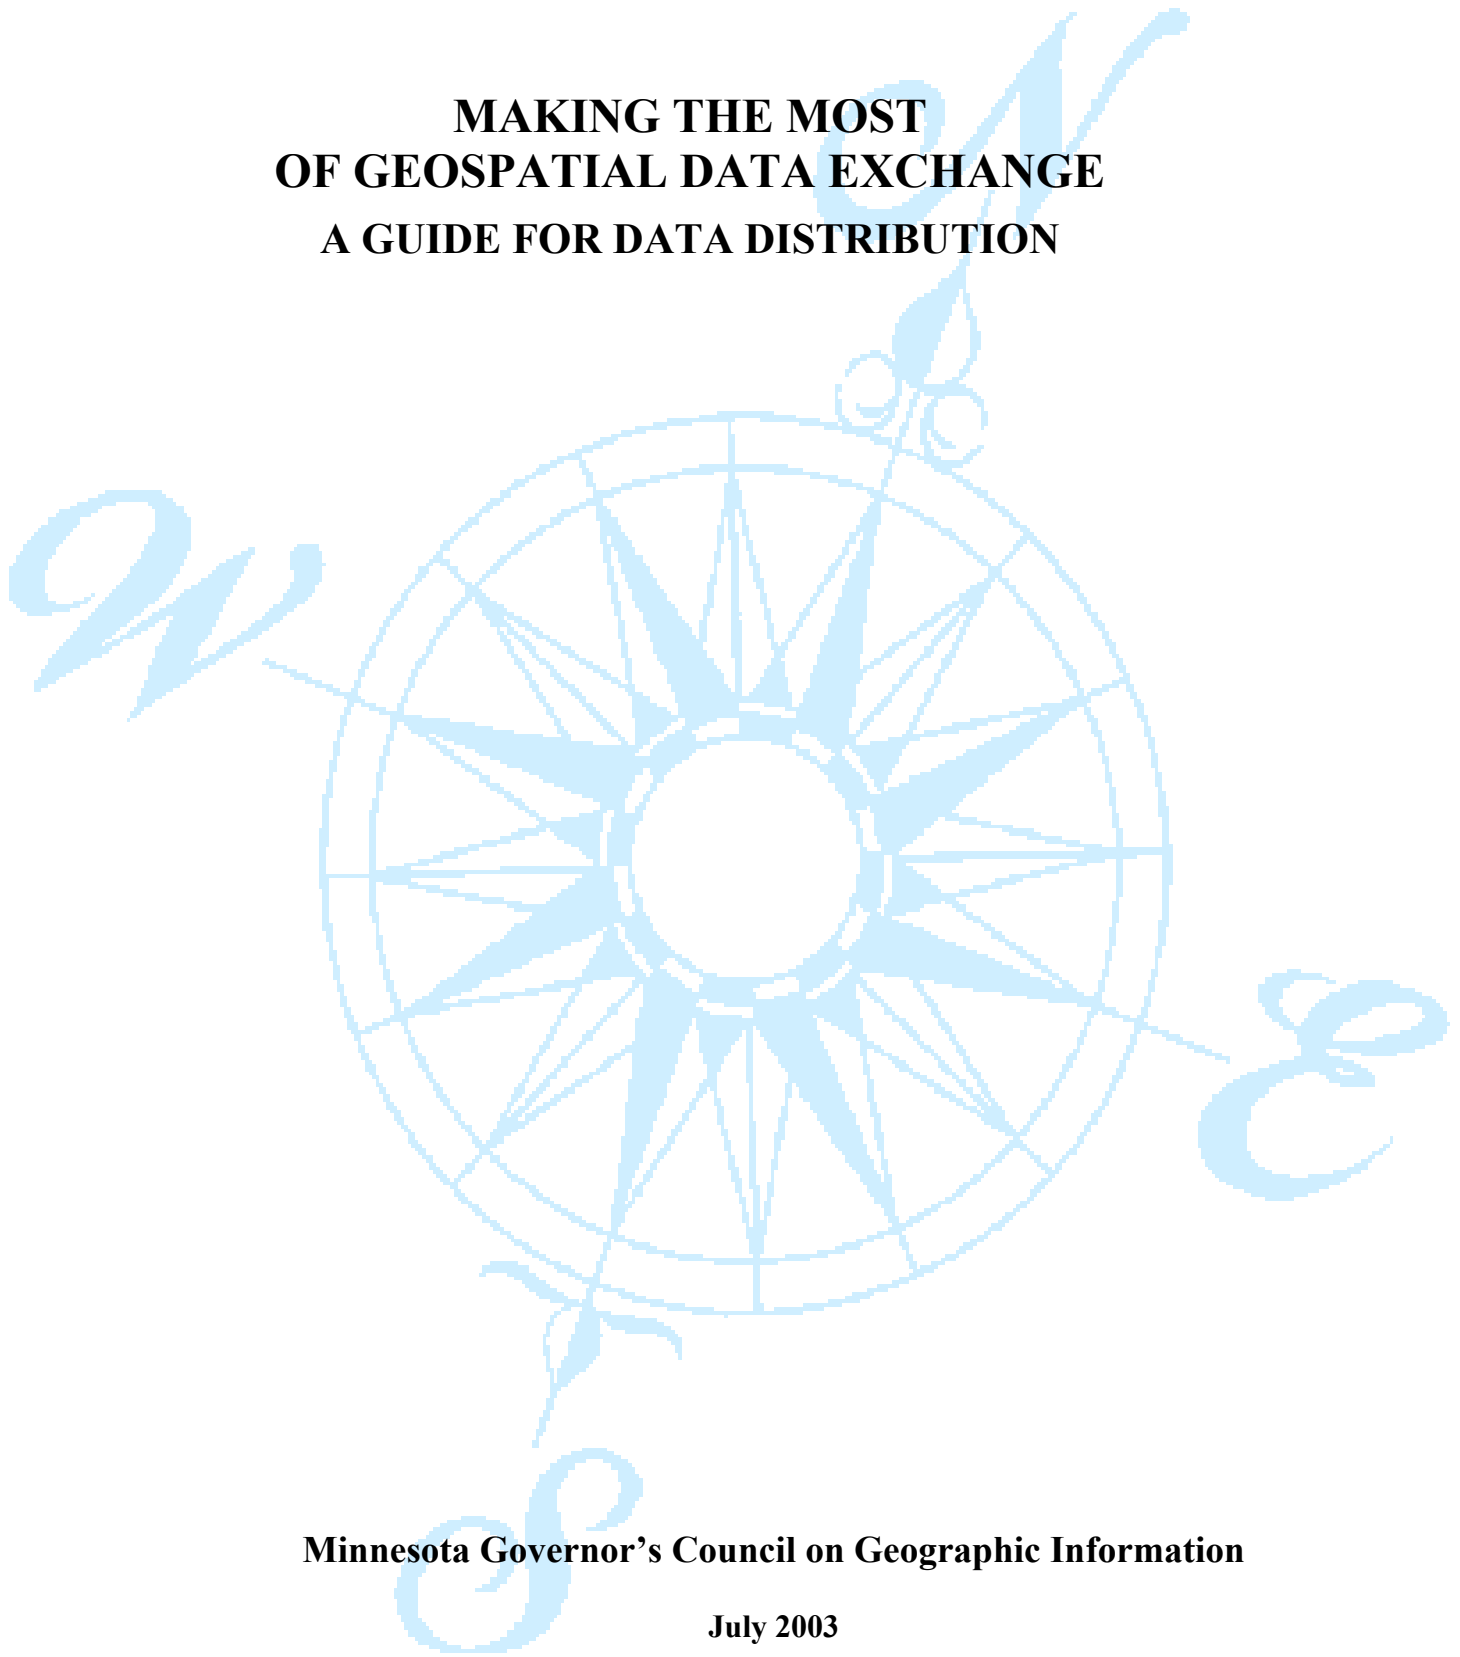 N
MAKING THE MOST
OF GEOSPATIAL DATA EXCHANGE
A GUIDE FOR DATA DISTRIBUTION
W
E
S
Minnesota Governor’s Council on Geographic Information
July 2003